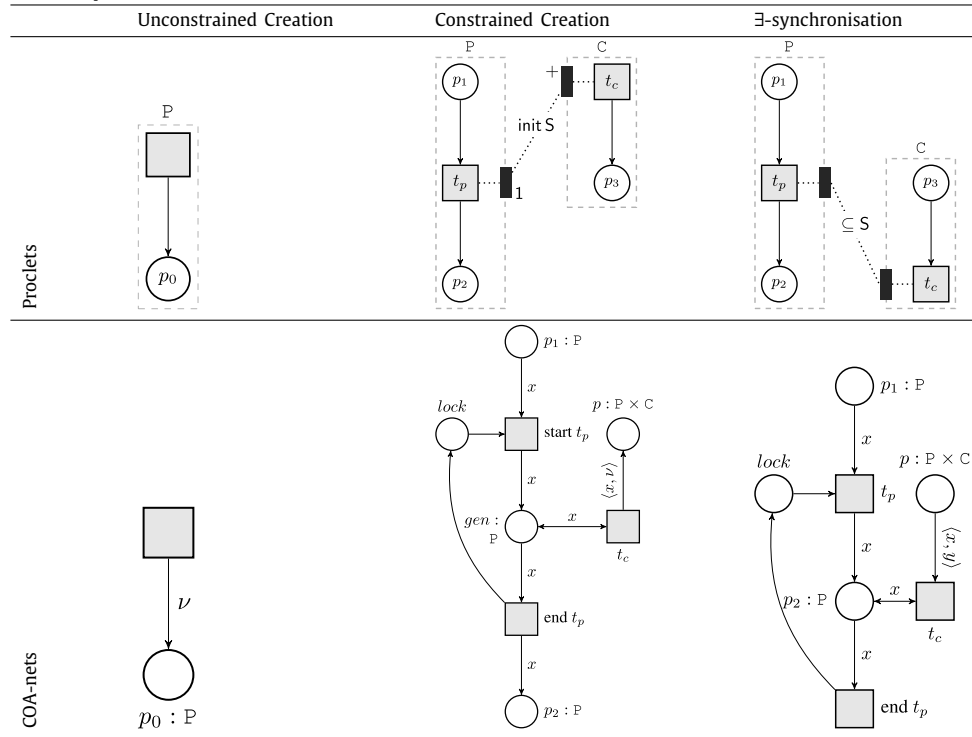 Unconstrained Creation
Constrained Creation
∃-synchronisation
Proclets
P
p0
P
C
p1
+
tc
init S
tp
1
p3
p2
P
p1
C
tp
p3
⊆ S
p2
tc
COA-nets
ν
p0 : P
p1 : P
x
lock
p : P × C
start tp
x
⟨x, ν⟩
gen :
P
x
tc
x
end tp
x
p2 : P
p1 : P
x
lock
p : P × C
tp
x
⟨x, y⟩
p2 : P
x
tc
x
end tp